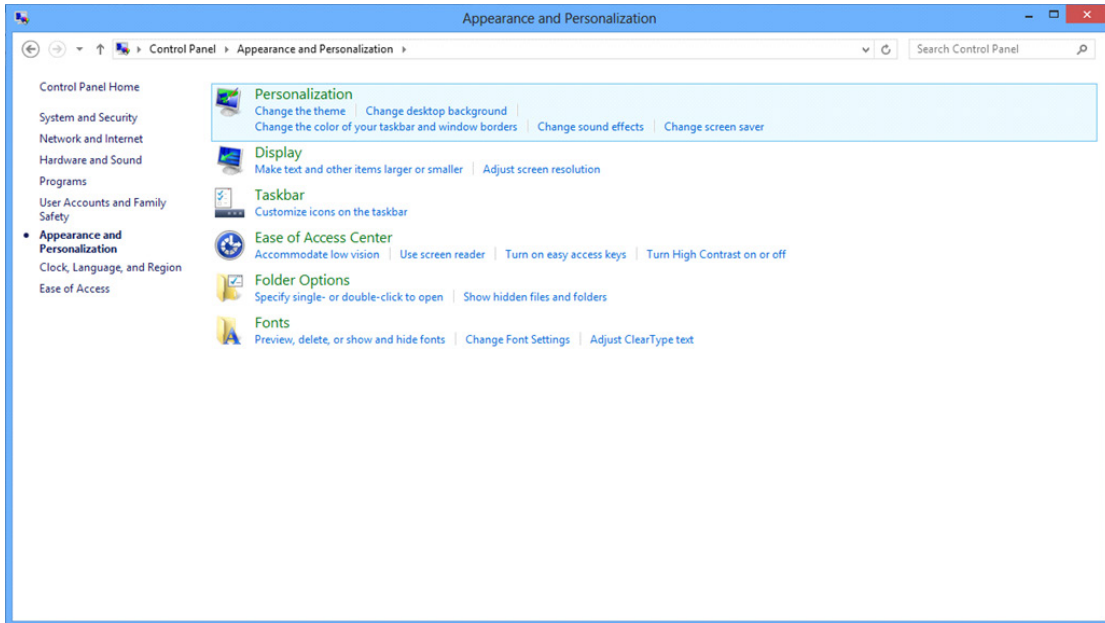 Appearance and Personalization
Control Panel Appearance and Personalization
Search Control Panel
Control Panel Home
System and Security
Network and Internet
Hardware and Sound
Programs
User Accounts and Family
Safety
Appearance and
Personalization
Clock, Language, and Region
Ease of Access
Personalization
Change the theme Change desktop background
Change the color of your taskbar and window borders Change sound effects Change screen saver
Display
Make text and other items larger or smaller Adjust screen resolution
Taskbar
Customize icons on the taskbar
Ease of Access Center
Accommodate low vision Use screen reader Turn on easy access keys Turn High Contrast on or off
Folder Options
Specify single- or double-click to open Show hidden files and folders
Fonts
Preview, delete, or show and hide fonts Change Font Settings Adjust ClearType text